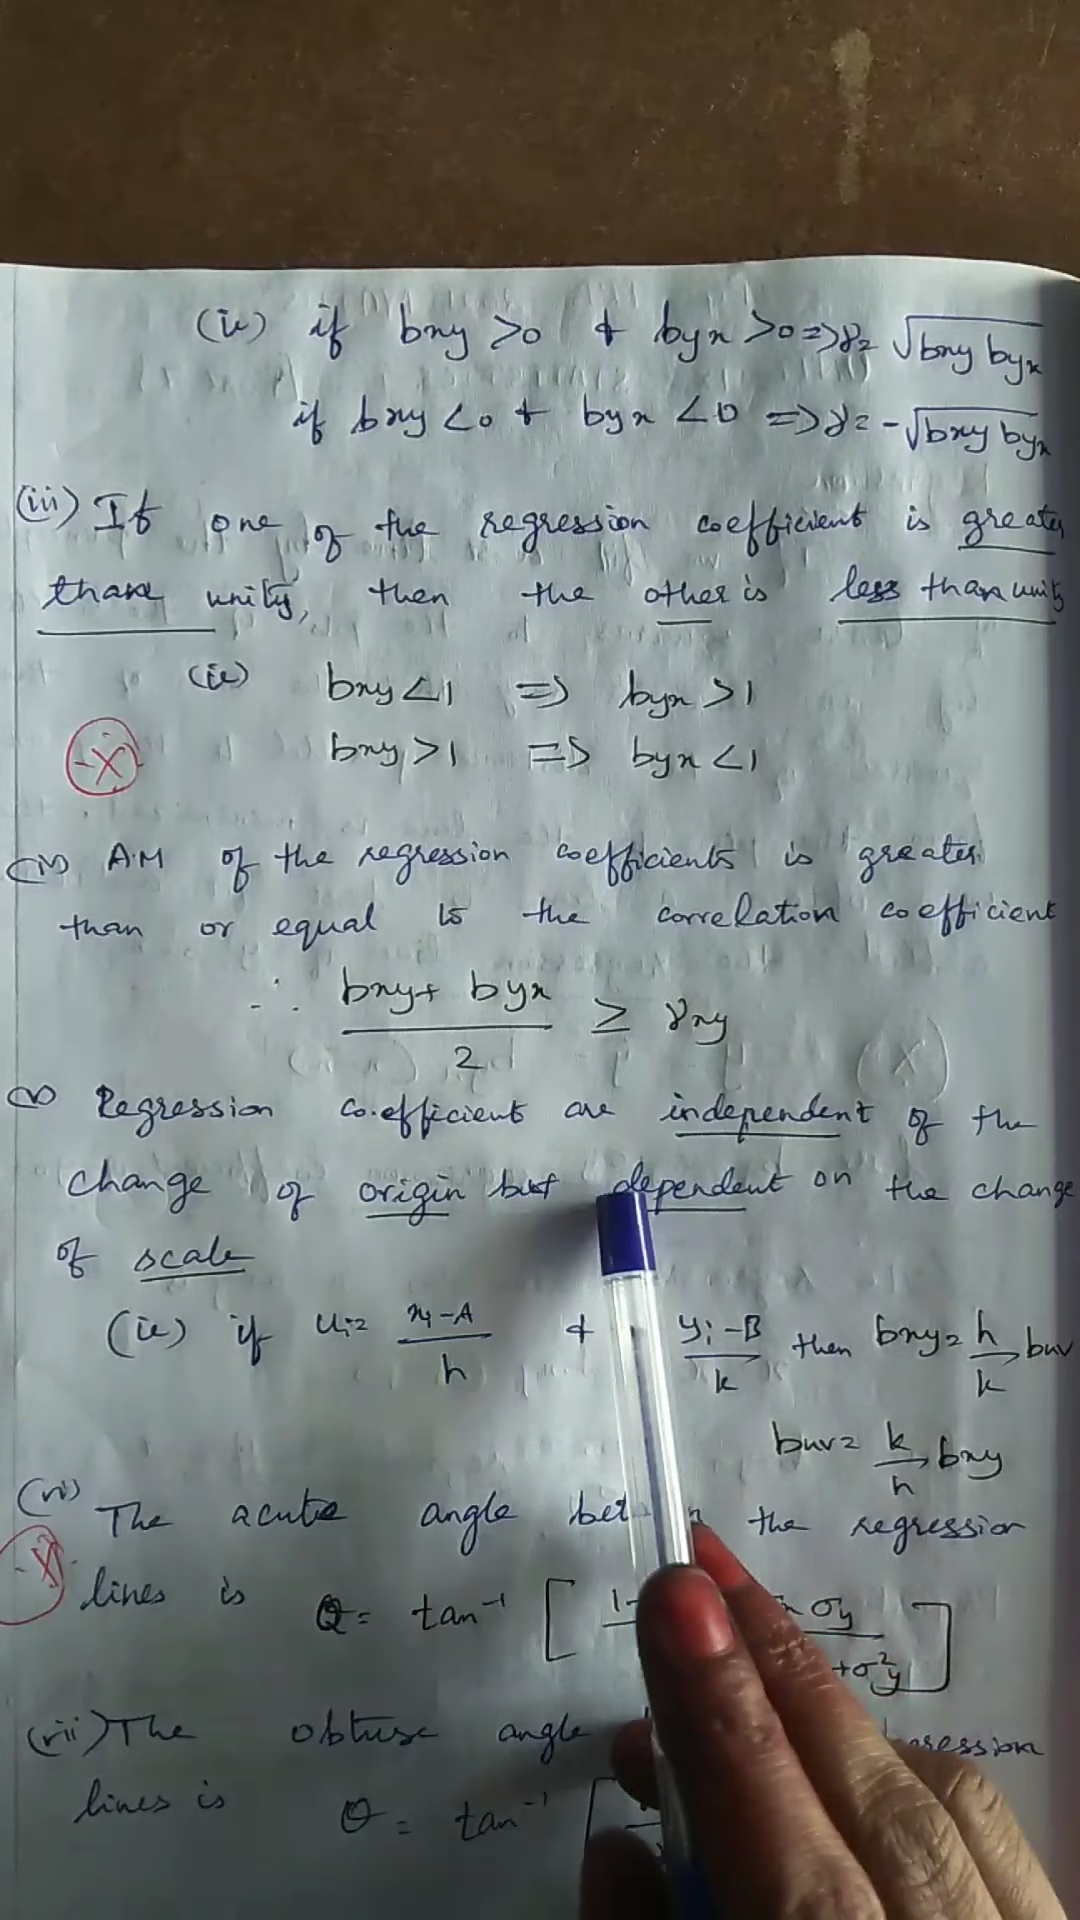 (ie) if bxy >0 & byx >0 => γ = √bxy byx
if bxy <0 & byx <0 => γ = -√bxy byx
(iii) If one of the regression coefficient is greater
than unity, then the other is less than unity
(ie) bxy <1 => byx >1
-X bxy >1 => byx <1
(iv) A.M of the regression coefficients is greater
than or equal to the correlation coefficient
∴ bxy + byx / 2 ≥ γxy
(X)
(v) Regression co.efficient are independent of the
change of origin but dependent on the change
of scale
(ie) if ui = xi - A / h & yi - B / k then bxy = h/k buv
buv = k/h bxy
(vi) The acute angle bet the regression
-X lines is θ = tan⁻¹ [ 1- σy / + σ²y ]
(vii) The obtuse angle
lines is θ = tan⁻¹ [